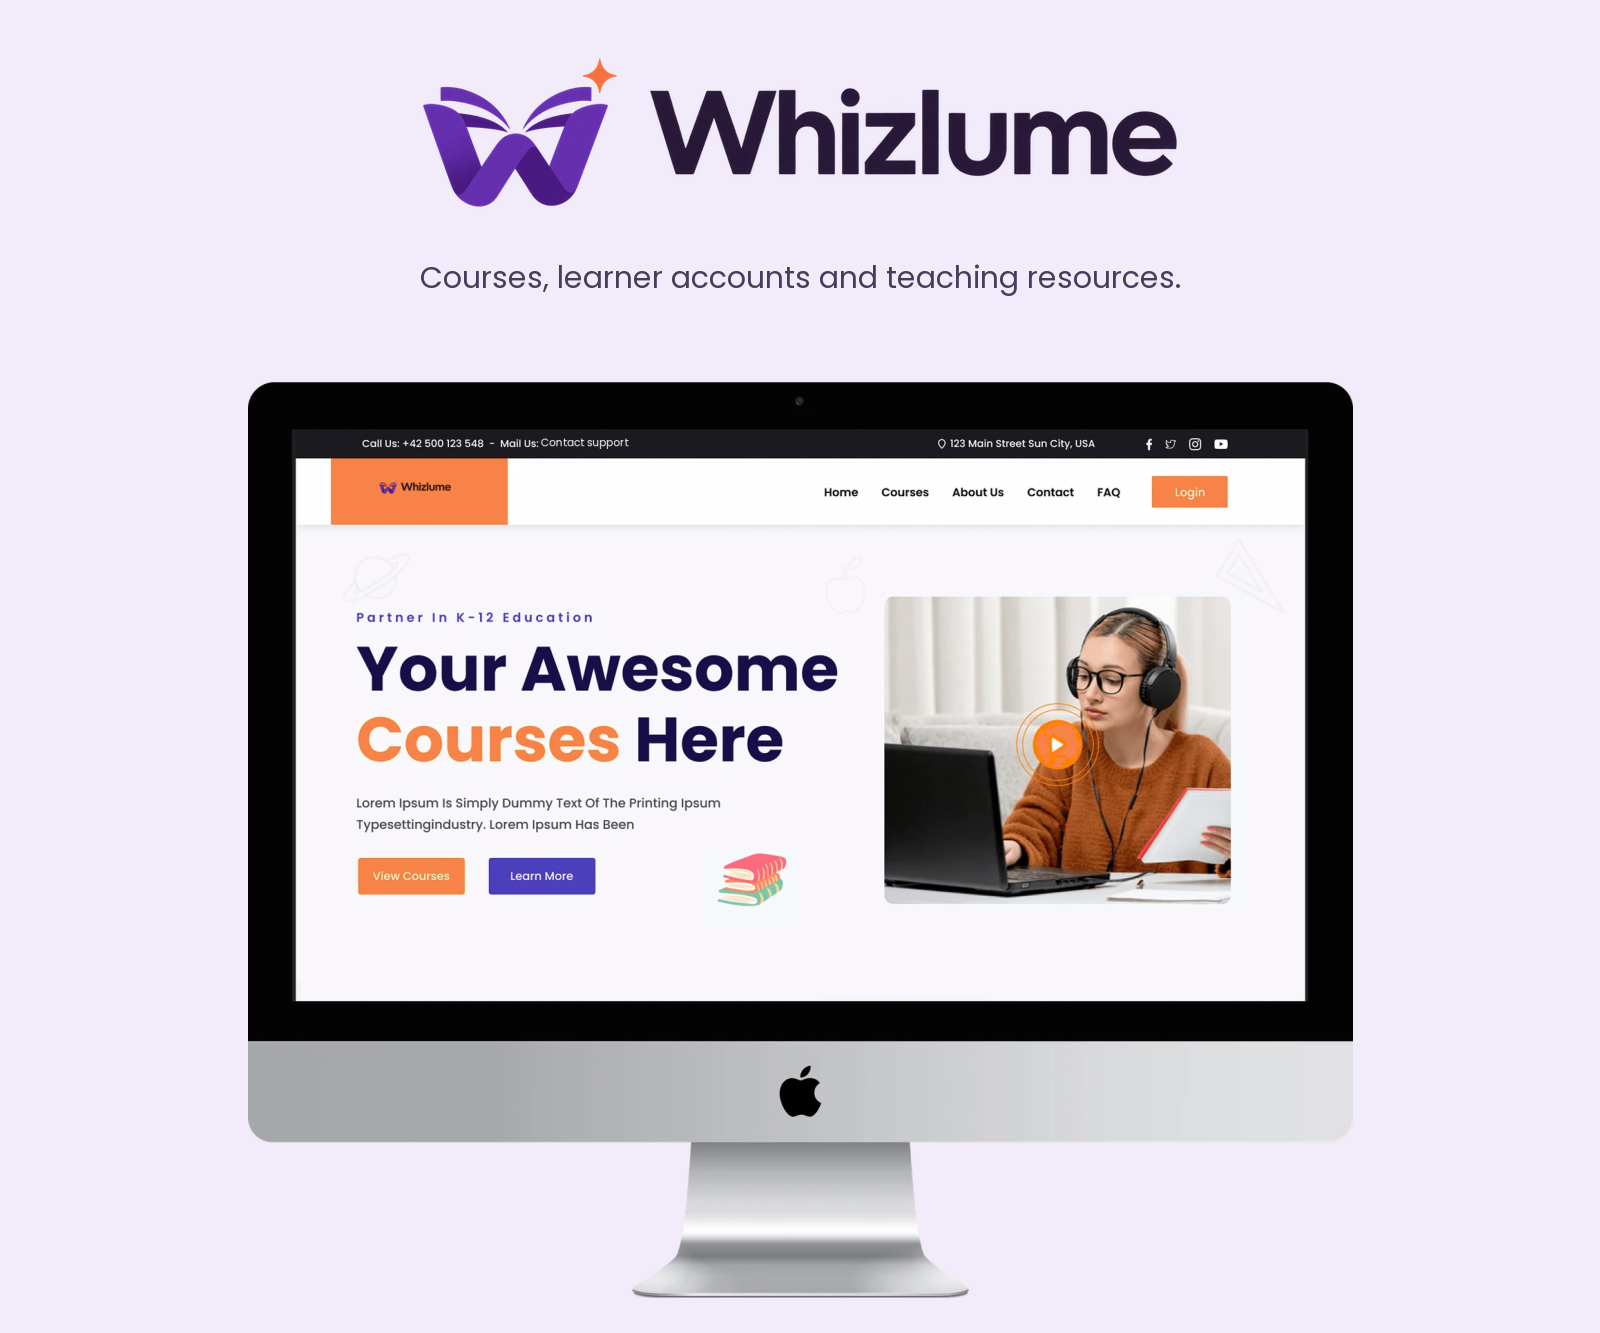 Whizlume
Courses, learner accounts and teaching resources.
Call Us: +42 500 123 548 - Mail Us: Contact support
123 Main Street Sun City, USA
Whizlume
Home Courses About Us Contact FAQ Login
Partner In K-12 Education
Your Awesome
Courses Here
Lorem Ipsum Is Simply Dummy Text Of The Printing Ipsum
Typesettingindustry. Lorem Ipsum Has Been
View Courses Learn More